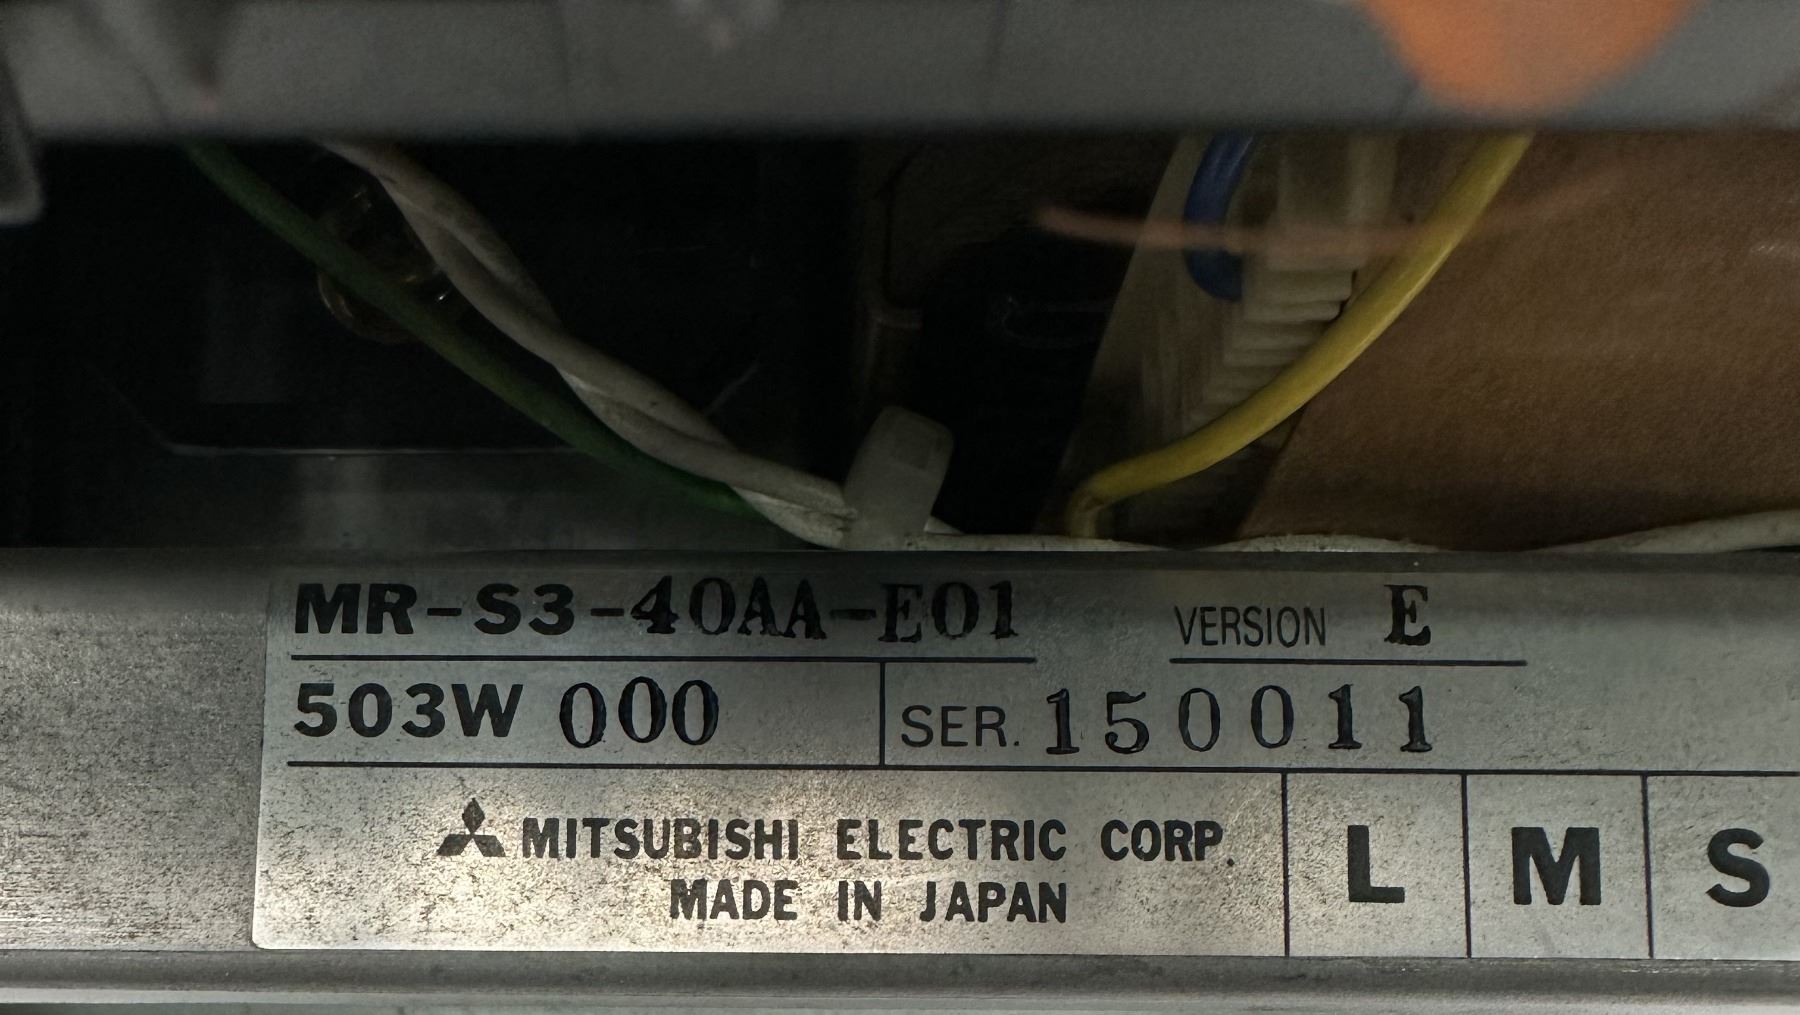 MR-S3-40AA-E01 VERSION E
503W 000 SER. 150011
MITSUBISHI ELECTRIC CORP.
MADE IN JAPAN
L M S